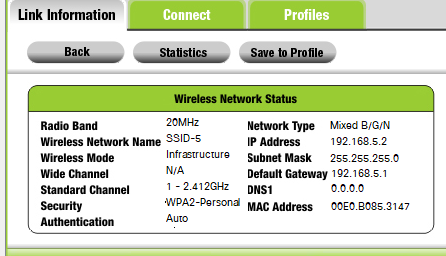 Link Information Connect Profiles
Back Statistics Save to Profile
Wireless Network Status
Radio Band 20MHz Network Type Mixed B/G/N
Wireless Network Name SSID-5 IP Address 192.168.5.2
Wireless Mode Infrastructure Subnet Mask 255.255.255.0
Wide Channel N/A Default Gateway 192.168.5.1
Standard Channel 1 - 2.412GHz DNS1 0.0.0.0
Security WPA2-Personal MAC Address 00E0.B085.3147
Authentication Auto